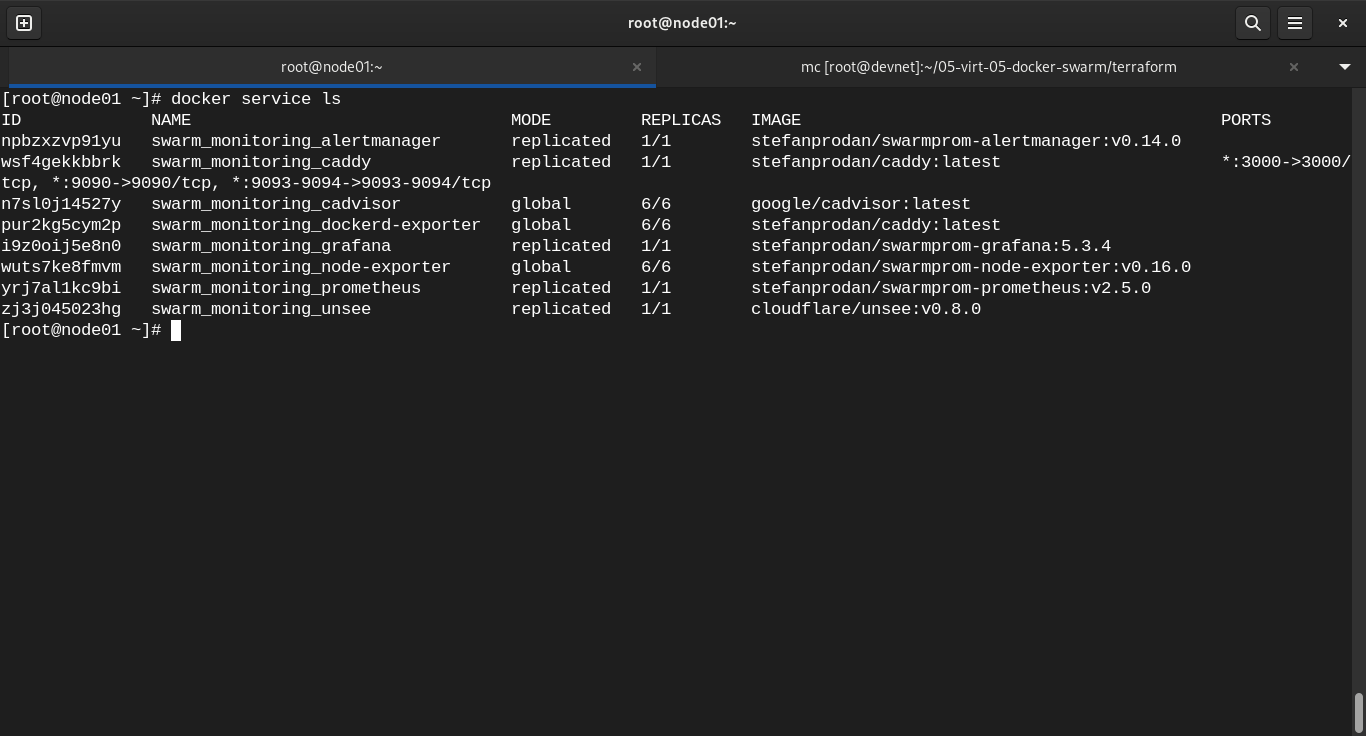 root@node01:~
root@node01:~
mc [root@devnet]:~/05-virt-05-docker-swarm/terraform
[root@node01 ~]# docker service ls
ID             NAME                                MODE         REPLICAS   IMAGE                                          PORTS
npbzxzvp91yu   swarm_monitoring_alertmanager       replicated   1/1        stefanprodan/swarmprom-alertmanager:v0.14.0
wsf4gekkbbrk   swarm_monitoring_caddy              replicated   1/1        stefanprodan/caddy:latest                      *:3000->3000/
tcp, *:9090->9090/tcp, *:9093-9094->9093-9094/tcp
n7sl0j14527y   swarm_monitoring_cadvisor           global       6/6        google/cadvisor:latest
pur2kg5cym2p   swarm_monitoring_dockerd-exporter   global       6/6        stefanprodan/caddy:latest
i9z0oij5e8n0   swarm_monitoring_grafana            replicated   1/1        stefanprodan/swarmprom-grafana:5.3.4
wuts7ke8fmvm   swarm_monitoring_node-exporter      global       6/6        stefanprodan/swarmprom-node-exporter:v0.16.0
yrj7al1kc9bi   swarm_monitoring_prometheus         replicated   1/1        stefanprodan/swarmprom-prometheus:v2.5.0
zj3j045023hg   swarm_monitoring_unsee              replicated   1/1        cloudflare/unsee:v0.8.0
[root@node01 ~]#